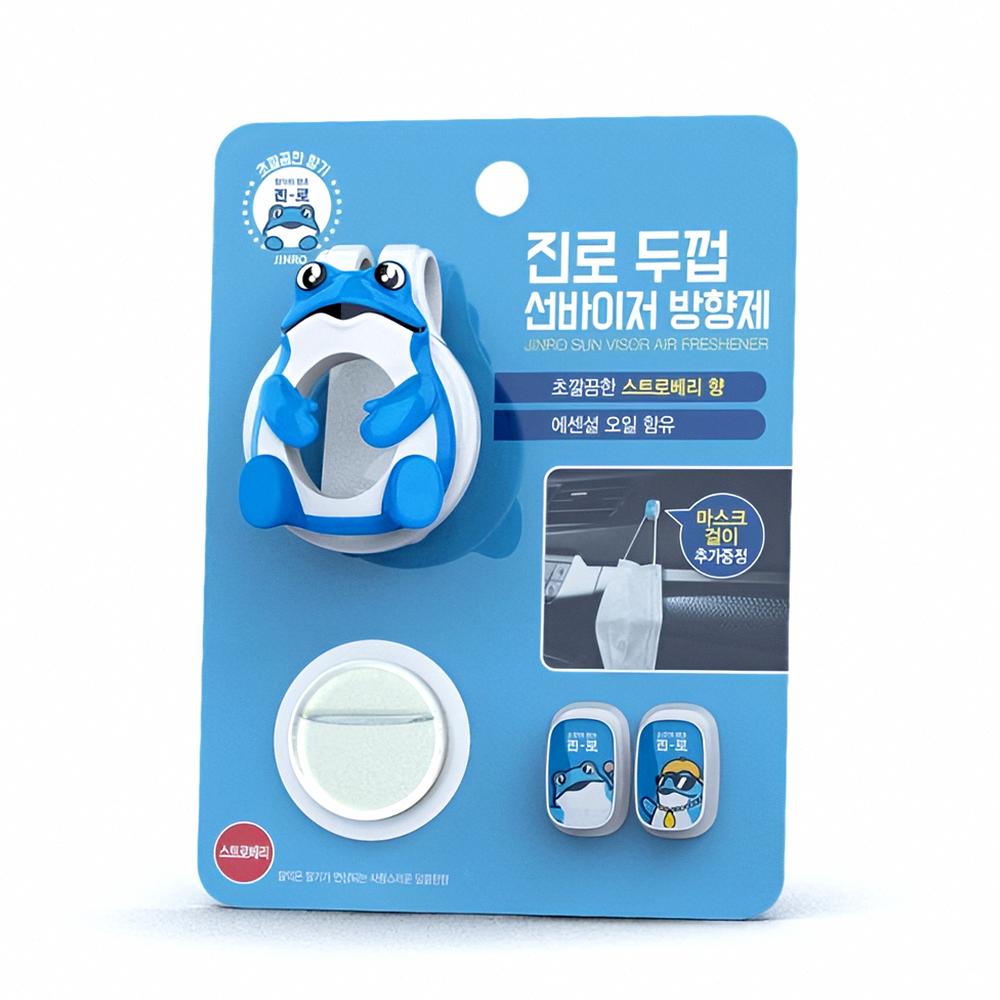 초깔끔한 향기
진-로
JINRO
진로 두껍
선바이저 방향제
JINRO SUN VISOR AIR FRESHENER
초깔끔한 스트로베리 향
에센셜 오일 함유
마스크
걸이
추가증정
진-로
진-로
스트로베리